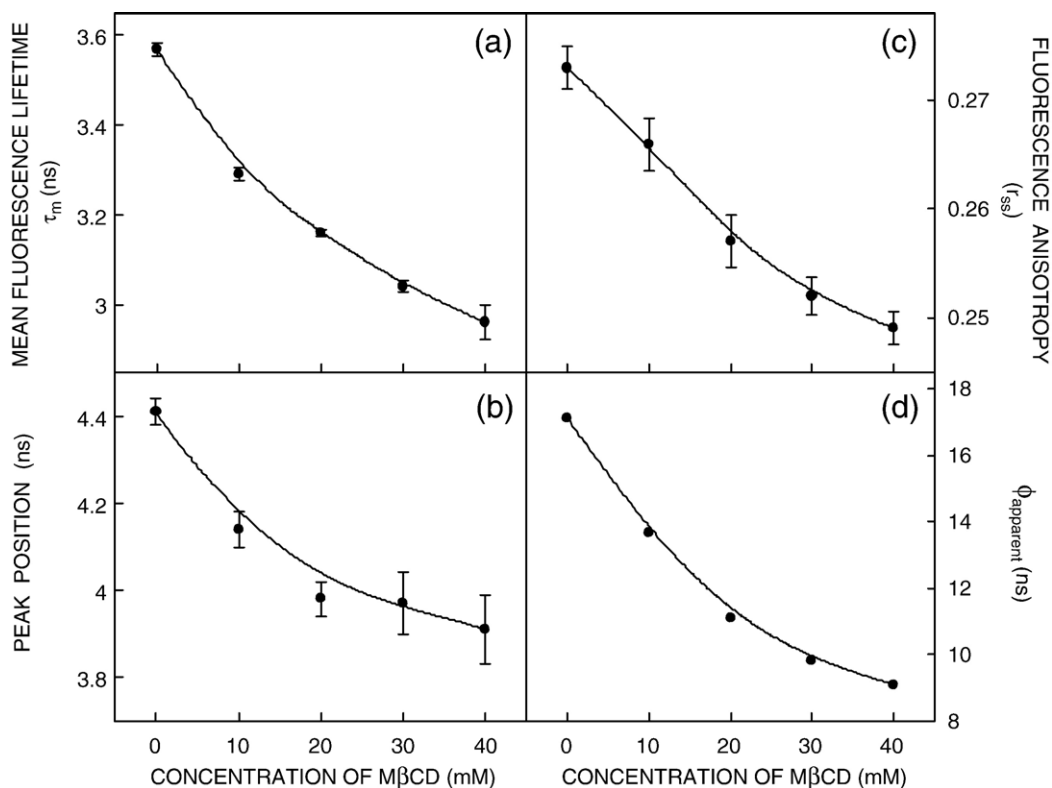 MEAN FLUORESCENCE LIFETIME
τm (ns)
3.6
3.4
3.2
3
(a)
(c)
0.27
0.26
0.25
FLUORESCENCE ANISOTROPY
(rss)
PEAK POSITION (ns)
4.4
4.2
4
3.8
(b)
(d)
18
16
14
12
10
8
ϕapparent (ns)
0 10 20 30 40
0 10 20 30 40
CONCENTRATION OF MβCD (mM)
CONCENTRATION OF MβCD (mM)